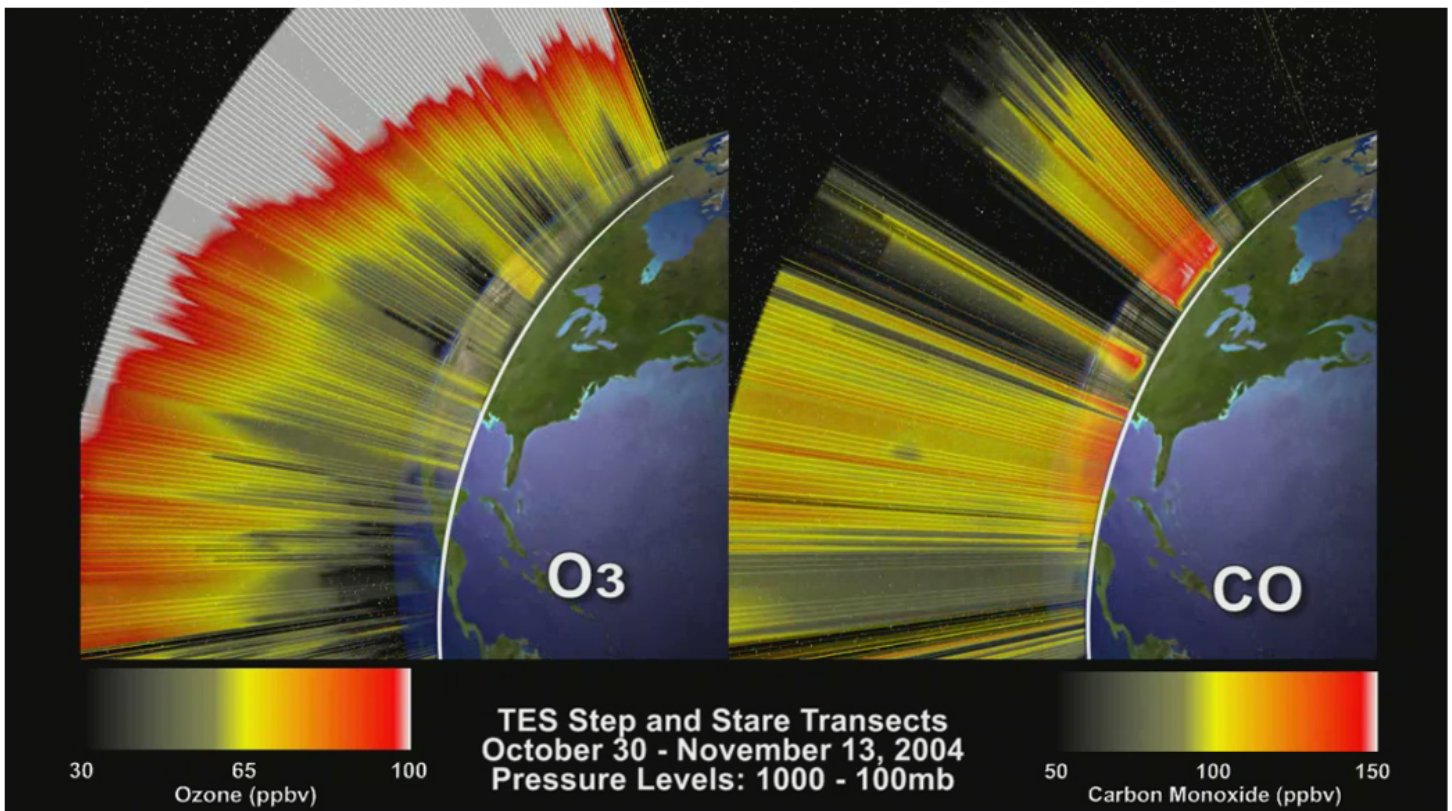 O3
CO
30 65 100
Ozone (ppbv)
TES Step and Stare Transects
October 30 - November 13, 2004
Pressure Levels: 1000 - 100mb
50 100 150
Carbon Monoxide (ppbv)